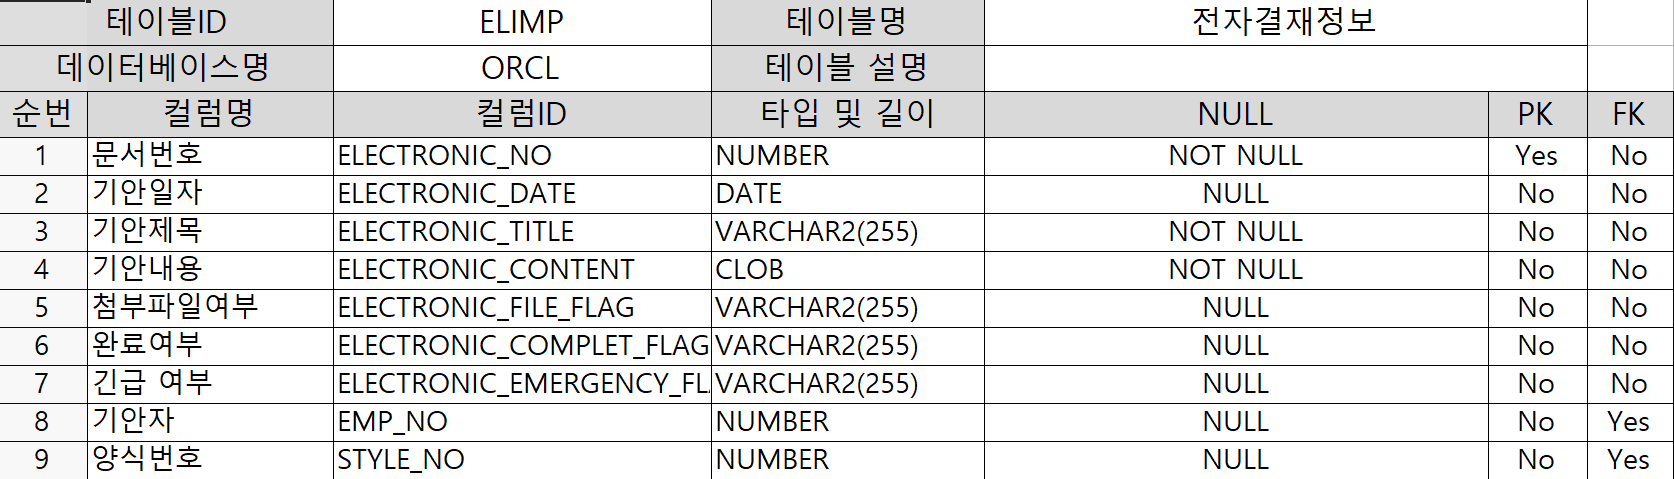 테이블ID ELIMP 테이블명 전자결재정보
데이터베이스명 ORCL 테이블 설명
순번 컬럼명 컬럼ID 타입 및 길이 NULL PK FK
1 문서번호 ELECTRONIC_NO NUMBER NOT NULL Yes No
2 기안일자 ELECTRONIC_DATE DATE NULL No No
3 기안제목 ELECTRONIC_TITLE VARCHAR2(255) NOT NULL No No
4 기안내용 ELECTRONIC_CONTENT CLOB NOT NULL No No
5 첨부파일여부 ELECTRONIC_FILE_FLAG VARCHAR2(255) NULL No No
6 완료여부 ELECTRONIC_COMPLET_FLAG VARCHAR2(255) NULL No No
7 긴급 여부 ELECTRONIC_EMERGENCY_FL VARCHAR2(255) NULL No No
8 기안자 EMP_NO NUMBER NULL No Yes
9 양식번호 STYLE_NO NUMBER NULL No Yes